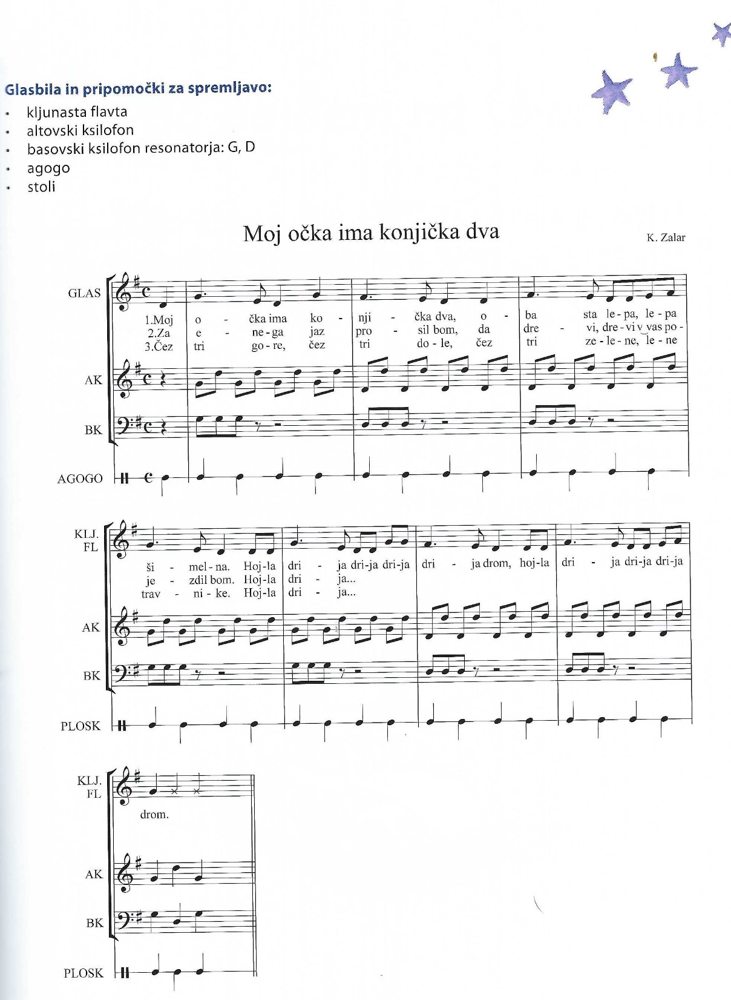 Glasbila in pripomočki za spremljavo:
• kljunasta flavta
• altovski ksilofon
• basovski ksilofon resonatorja: G, D
• agogo
• stoli
Moj očka ima konjička dva
K. Zalar
GLAS
1.Moj o - čka ima ko - nji - čka dva, o - ba sta le - pa, le - pa
2.Za e - ne - ga jaz pro - sil bom, da dre - vi, dre - vi v vas po -
3.Čez tri go - re, čez tri do - le, čez tri ze - le - ne, le - ne
AK
BK
AGOGO
KLJ.
FL
ši - mel - na. Hoj - la dri - ja dri-ja dri-ja dri - ja drom, hoj-la dri - ja dri-ja dri-ja
je - zdil bom. Hoj-la dri - ja...
trav - ni - ke. Hoj-la dri - ja...
AK
BK
PLOSK
KLJ.
FL
drom.
AK
BK
PLOSK